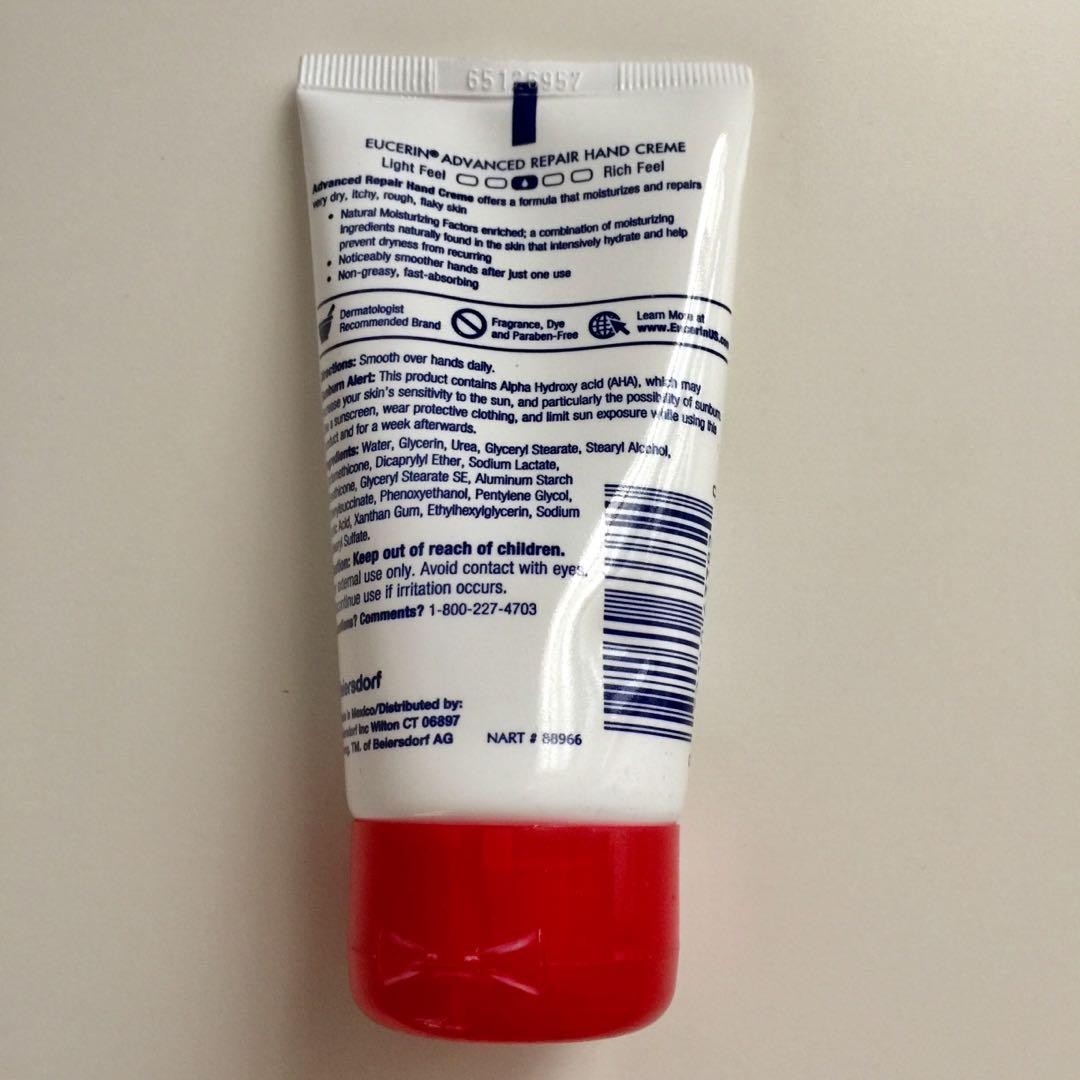 65126957
EUCERIN® ADVANCED REPAIR HAND CREME
Light Feel Rich Feel
Advanced Repair Hand Creme offers a formula that moisturizes and repairs
very dry, itchy, rough, flaky skin
• Natural Moisturizing Factors enriched; a combination of moisturizing
ingredients naturally found in the skin that intensively hydrate and help
prevent dryness from recurring
• Noticeably smoother hands after just one use
• Non-greasy, fast-absorbing
Dermatologist
Recommended Brand
Fragrance, Dye
and Paraben-Free
Learn More at
www.EucerinUS.
Smooth over hands daily.
Alert: This product contains Alpha Hydroxy acid (AHA), which may
your skin's sensitivity to the sun, and particularly the possibility of sunburn.
a sunscreen, wear protective clothing, and limit sun exposure while using this
and for a week afterwards.
Water, Glycerin, Urea, Glyceryl Stearate, Stearyl Alcohol,
Dicaprylyl Ether, Sodium Lactate,
Glyceryl Stearate SE, Aluminum Starch
Phenoxyethanol, Pentylene Glycol,
Acid, Xanthan Gum, Ethylhexylglycerin, Sodium
Sulfate.
Keep out of reach of children.
external use only. Avoid contact with eyes.
use if irritation occurs.
Comments? 1-800-227-4703
eiersdorf
in Mexico/Distributed by:
Inc Wilton CT 06897
TM. of Beiersdorf AG
NART # 88966